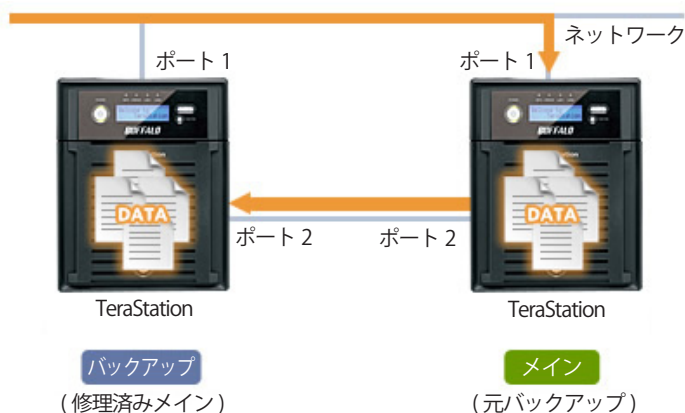 ネットワーク
ポート 1
ポート 1
BUFFALO
BUFFALO
DATA
DATA
ポート 2
ポート 2
TeraStation
TeraStation
バックアップ
メイン
( 修理済みメイン )
( 元バックアップ )